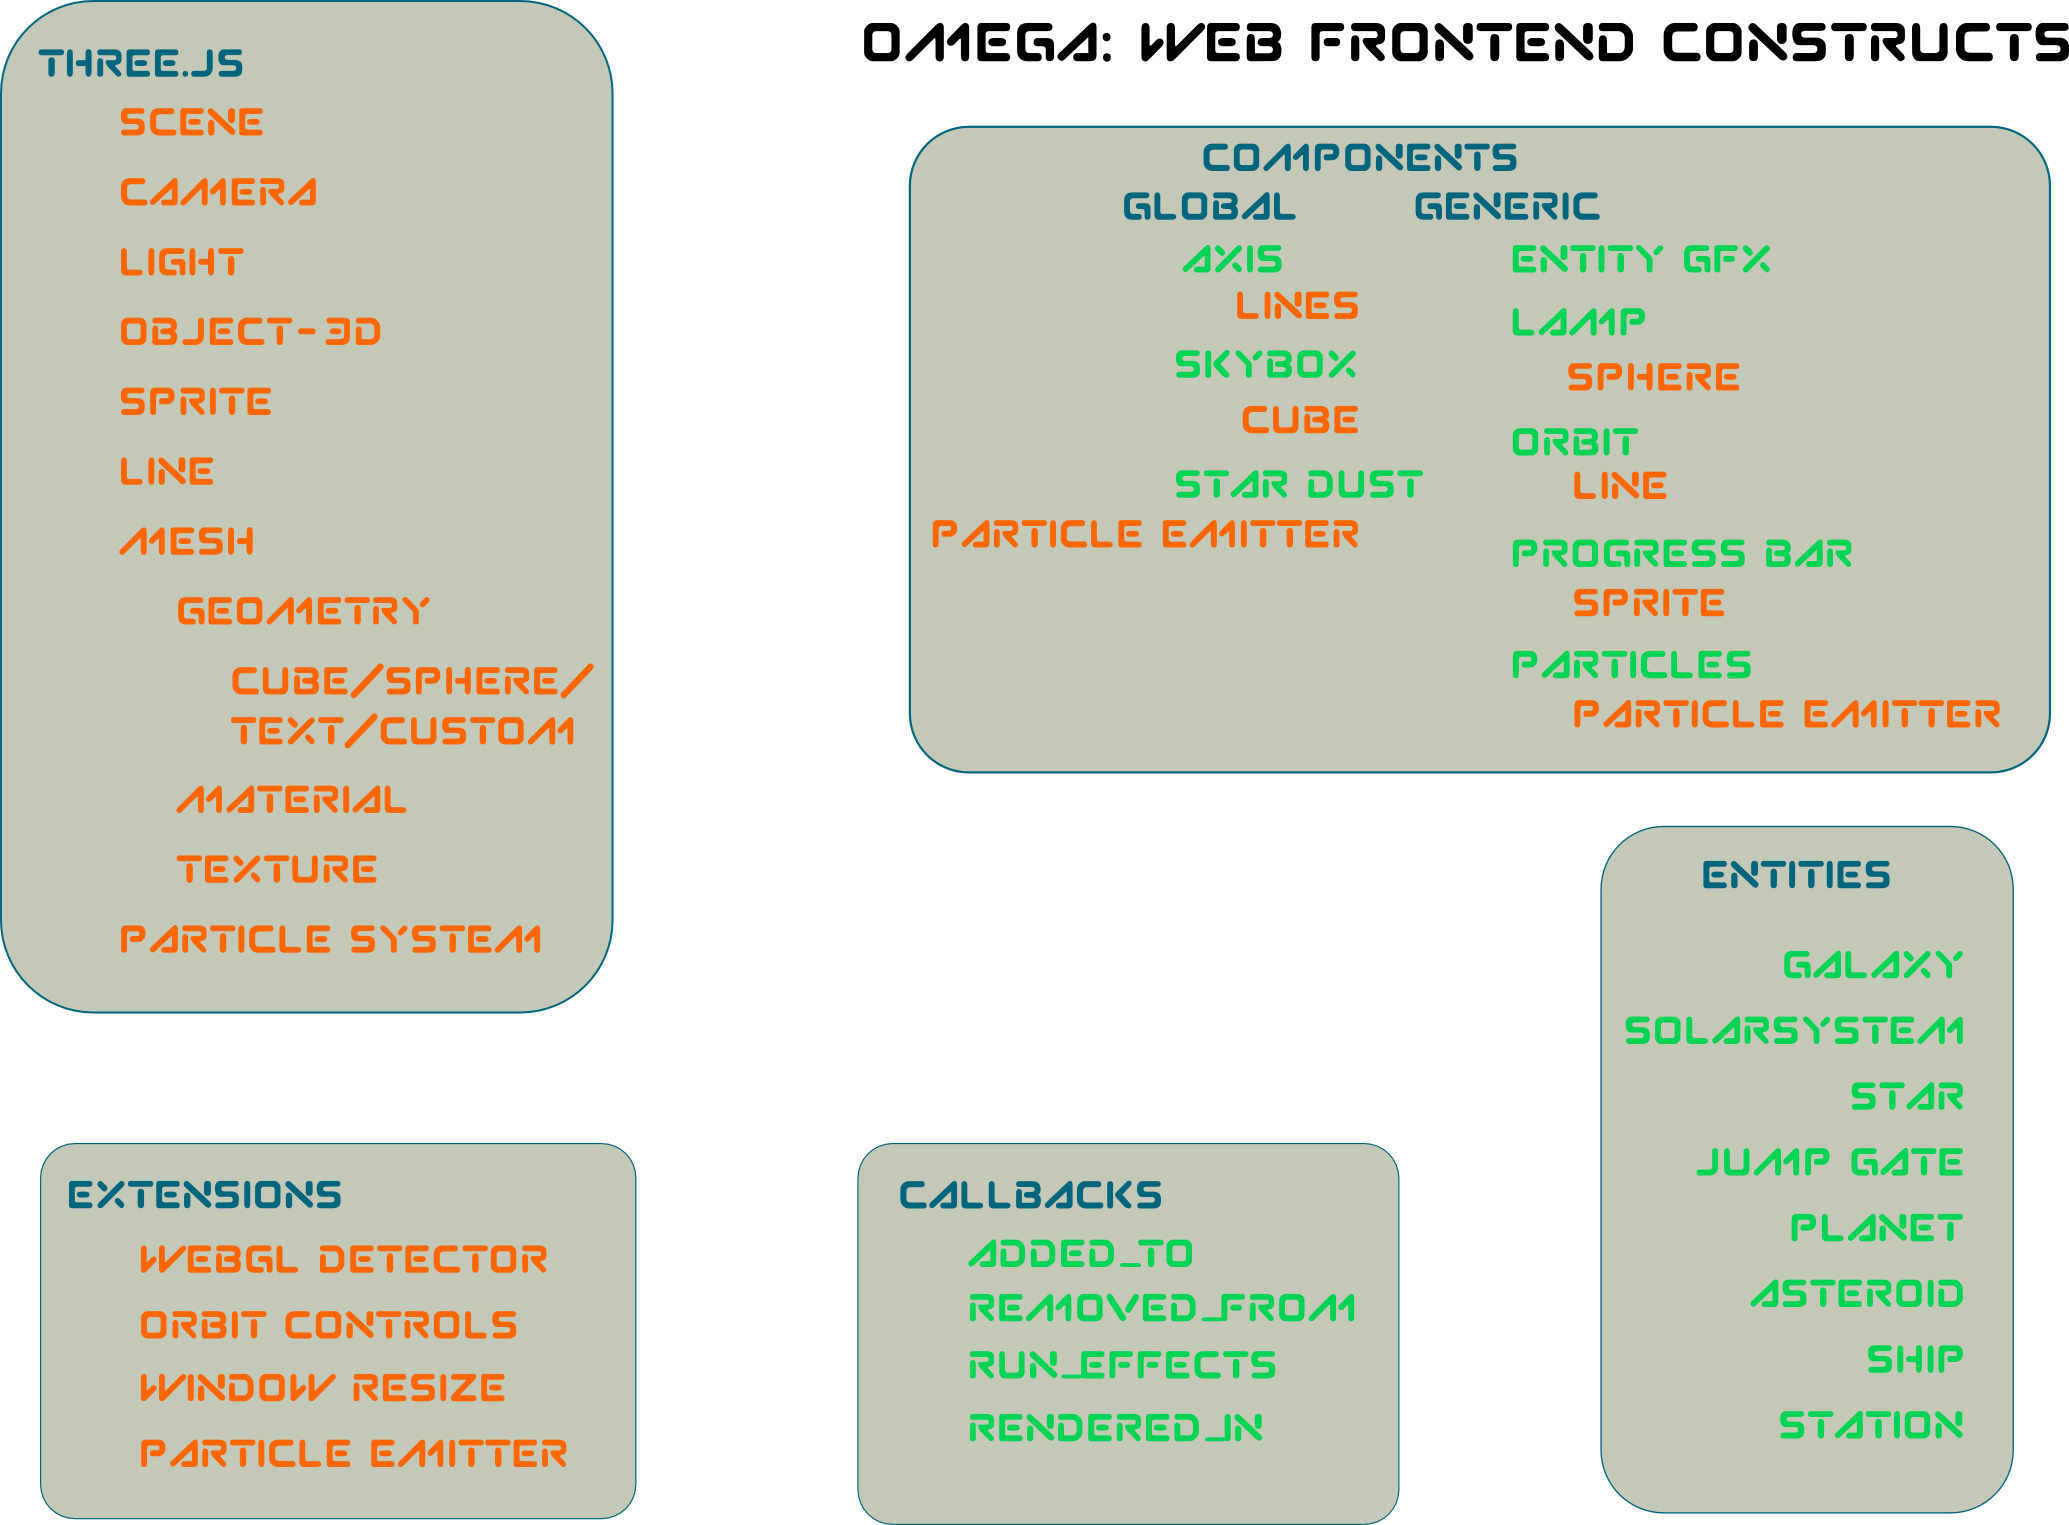 OMEGA: WEB FRONTEND CONSTRUCTS
THREE.JS
SCENE
CAMERA
LIGHT
OBJECT-3D
SPRITE
LINE
MESH
GEOMETRY
CUBE/SPHERE/
TEXT/CUSTOM
MATERIAL
TEXTURE
PARTICLE SYSTEM
COMPONENTS
GLOBAL
AXIS
LINES
SKYBOX
CUBE
STAR DUST
PARTICLE EMITTER
GENERIC
ENTITY GFX
LAMP
SPHERE
ORBIT
LINE
PROGRESS BAR
SPRITE
PARTICLES
PARTICLE EMITTER
EXTENSIONS
WEBGL DETECTOR
ORBIT CONTROLS
WINDOW RESIZE
PARTICLE EMITTER
CALLBACKS
ADDED_TO
REMOVED_FROM
RUN_EFFECTS
RENDERED_IN
ENTITIES
GALAXY
SOLARSYSTEM
STAR
JUMP GATE
PLANET
ASTEROID
SHIP
STATION